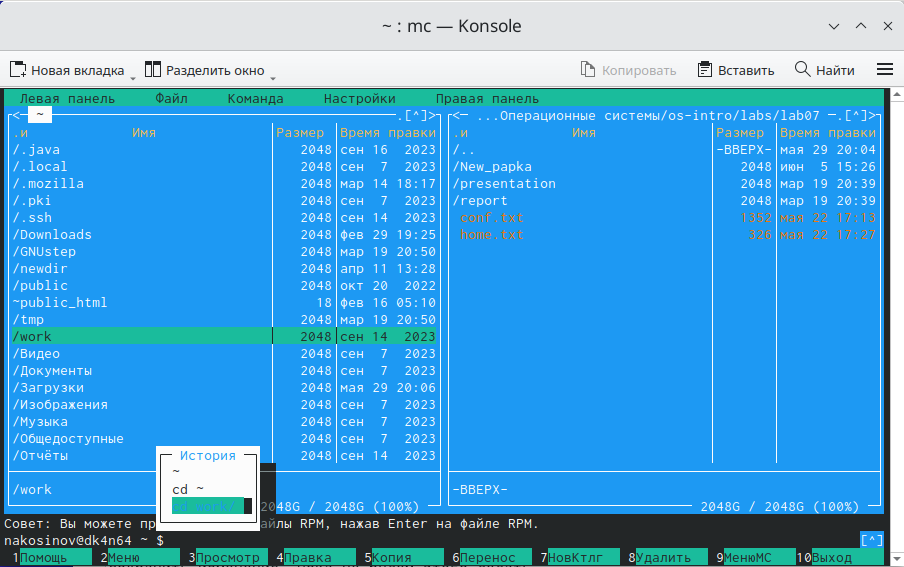 ~ : mc — Konsole
Новая вкладка Разделить окно Копировать Вставить Найти
Левая панель Файл Команда Настройки Правая панель
<─ ~ .[^]>
.и Имя Размер Время правки
/.java 2048 сен 16 2023
/.local 2048 сен 7 2023
/.mozilla 2048 мар 14 18:17
/.pki 2048 сен 7 2023
/.ssh 2048 сен 14 2023
/Downloads 2048 фев 29 19:25
/GNUstep 2048 мар 19 20:50
/newdir 2048 апр 11 13:28
/public 2048 окт 20 2022
~public_html 18 фев 16 05:10
/tmp 2048 мар 19 20:50
/work 2048 сен 14 2023
/Видео 2048 сен 7 2023
/Документы 2048 сен 7 2023
/Загрузки 2048 мая 29 20:06
/Изображения 2048 сен 7 2023
/Музыка 2048 сен 7 2023
/Общедоступные 2048 сен 7 2023
/Отчёты 2048 сен 14 2023
/work
2048G / 2048G (100%)
<─ ...Операционные системы/os-intro/labs/lab07 ─.[^]>
.и Имя Размер Время правки
/.. -ВВЕРХ- мая 29 20:04
/New_papka 2048 июн 5 15:26
/presentation 2048 мар 19 20:39
/report 2048 мар 19 20:39
conf.txt 1352 мая 22 17:13
home.txt 326 мая 22 17:27
-ВВЕРХ-
2048G / 2048G (100%)
История
~
cd ~
cd work/
Совет: Вы можете пр айлы RPM, нажав Enter на файле RPM.
nakosinov@dk4n64 ~ $ [^]
1Помощь 2Меню 3Просмотр 4Правка 5Копия 6Перенос 7НовКтлг 8Удалить 9МенюМС 10Выход